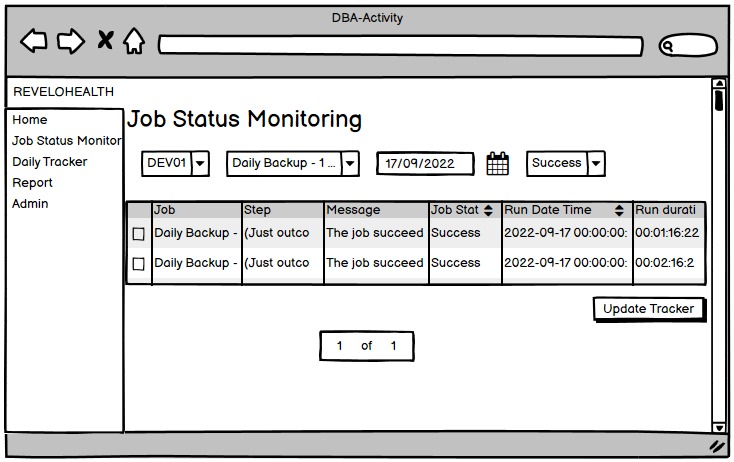 DBA-Activity
REVELOHEALTH
Home
Job Status Monitor
Daily Tracker
Report
Admin
Job Status Monitoring
DEV01 Daily Backup - 1 ... 17/09/2022 Success
Job Step Message Job Stat Run Date Time Run durati
Daily Backup - (Just outco The job succeed Success 2022-09-17 00:00:00: 00:01:16:22
Daily Backup - (Just outco The job succeed Success 2022-09-17 00:00:00: 00:02:16:2
Update Tracker
1 of 1